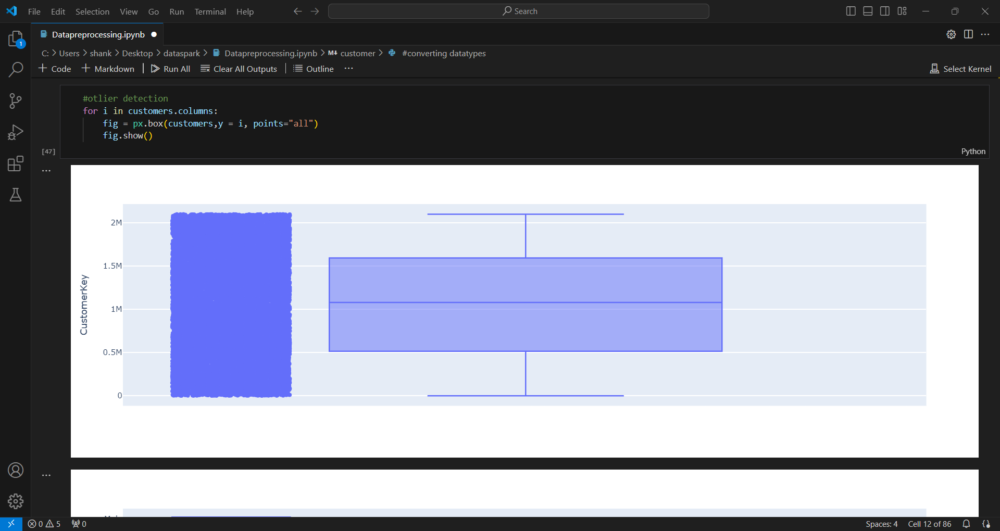 File Edit Selection View Go Run Terminal Help
Search
1
Datapreprocessing.ipynb
C: > Users > shank > Desktop > dataspark > Datapreprocessing.ipynb > M↓ customer > #converting datatypes
+ Code + Markdown | Run All Clear All Outputs | Outline ...
Select Kernel
#otlier detection
for i in customers.columns:
    fig = px.box(customers,y = i, points="all")
    fig.show()
[47]
Python
CustomerKey
2M
1.5M
1M
0.5M
0
0 5 0
Spaces: 4 Cell 12 of 86